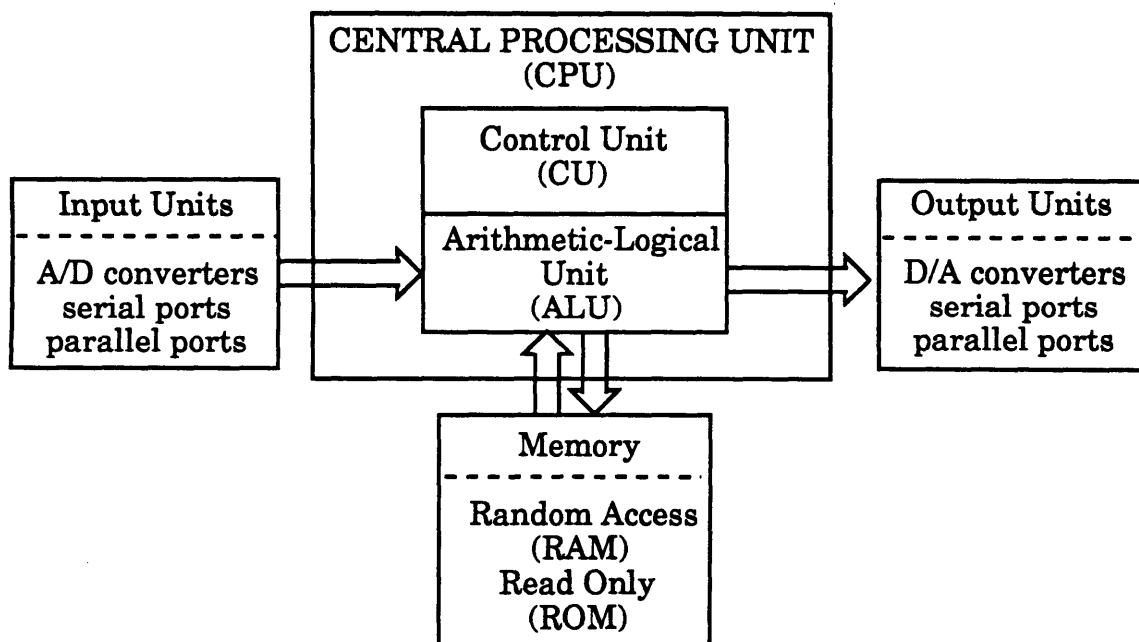 CENTRAL PROCESSING UNIT
(CPU)
Control Unit
(CU)
Arithmetic-Logical
Unit
(ALU)
Input Units
A/D converters
serial ports
parallel ports
Output Units
D/A converters
serial ports
parallel ports
Memory
Random Access
(RAM)
Read Only
(ROM)